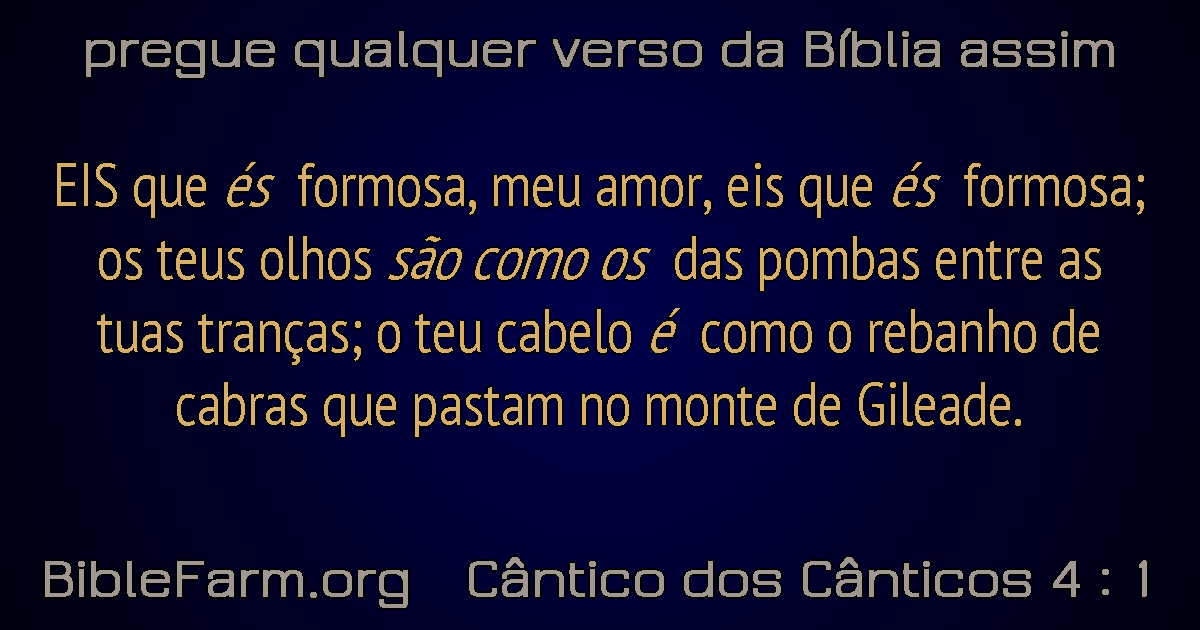 pregue qualquer verso da Bíblia assim
EIS que és formosa, meu amor, eis que és formosa;
os teus olhos são como os das pombas entre as
tuas tranças; o teu cabelo é como o rebanho de
cabras que pastam no monte de Gileade.
BibleFarm.org Cântico dos Cânticos 4 : 1